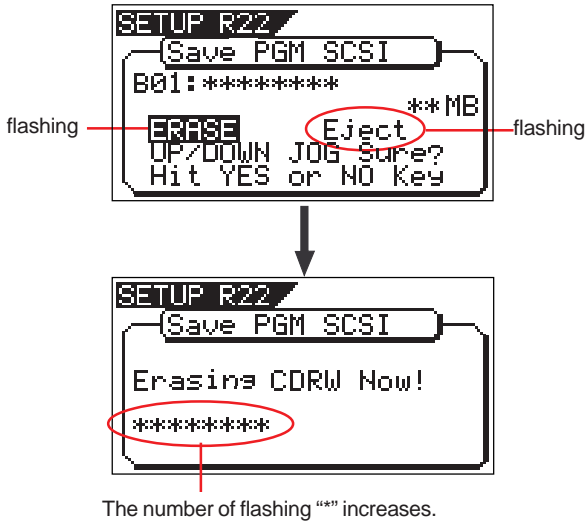 SETUP R22
Save PGM SCSI
B01:********
**MB
flashing
ERASE Eject
flashing
UP/DOWN JOG Sure?
Hit YES or NO Key
SETUP R22
Save PGM SCSI
Erasing CDRW Now!
********
The number of flashing “*” increases.